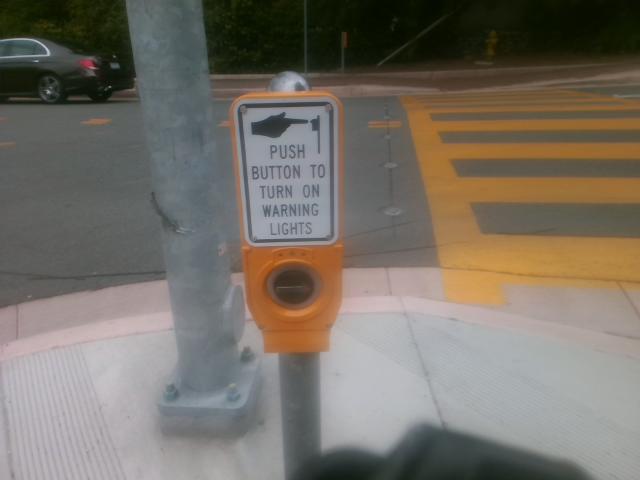 PUSH
BUTTON TO
TURN ON
WARNING
LIGHTS